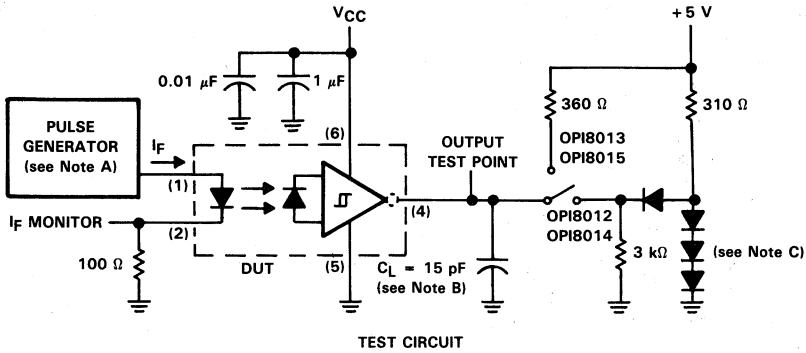 VCC
+5 V
0.01 μF
1 μF
360 Ω
310 Ω
PULSE
GENERATOR
(see Note A)
IF
(6)
OUTPUT
TEST POINT
OPI8013
OPI8015
(1)
(4)
IF MONITOR
(2)
OPI8012
OPI8014
100 Ω
DUT
(5)
CL = 15 pF
(see Note B)
3 kΩ
(see Note C)
TEST CIRCUIT